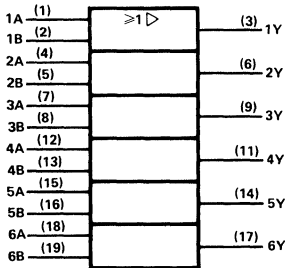 1A (1) ≥1 ▷ (3) 1Y
1B (2)
2A (4) (6) 2Y
2B (5)
3A (7) (9) 3Y
3B (8)
4A (12) (11) 4Y
4B (13)
5A (15) (14) 5Y
5B (16)
6A (18) (17) 6Y
6B (19)